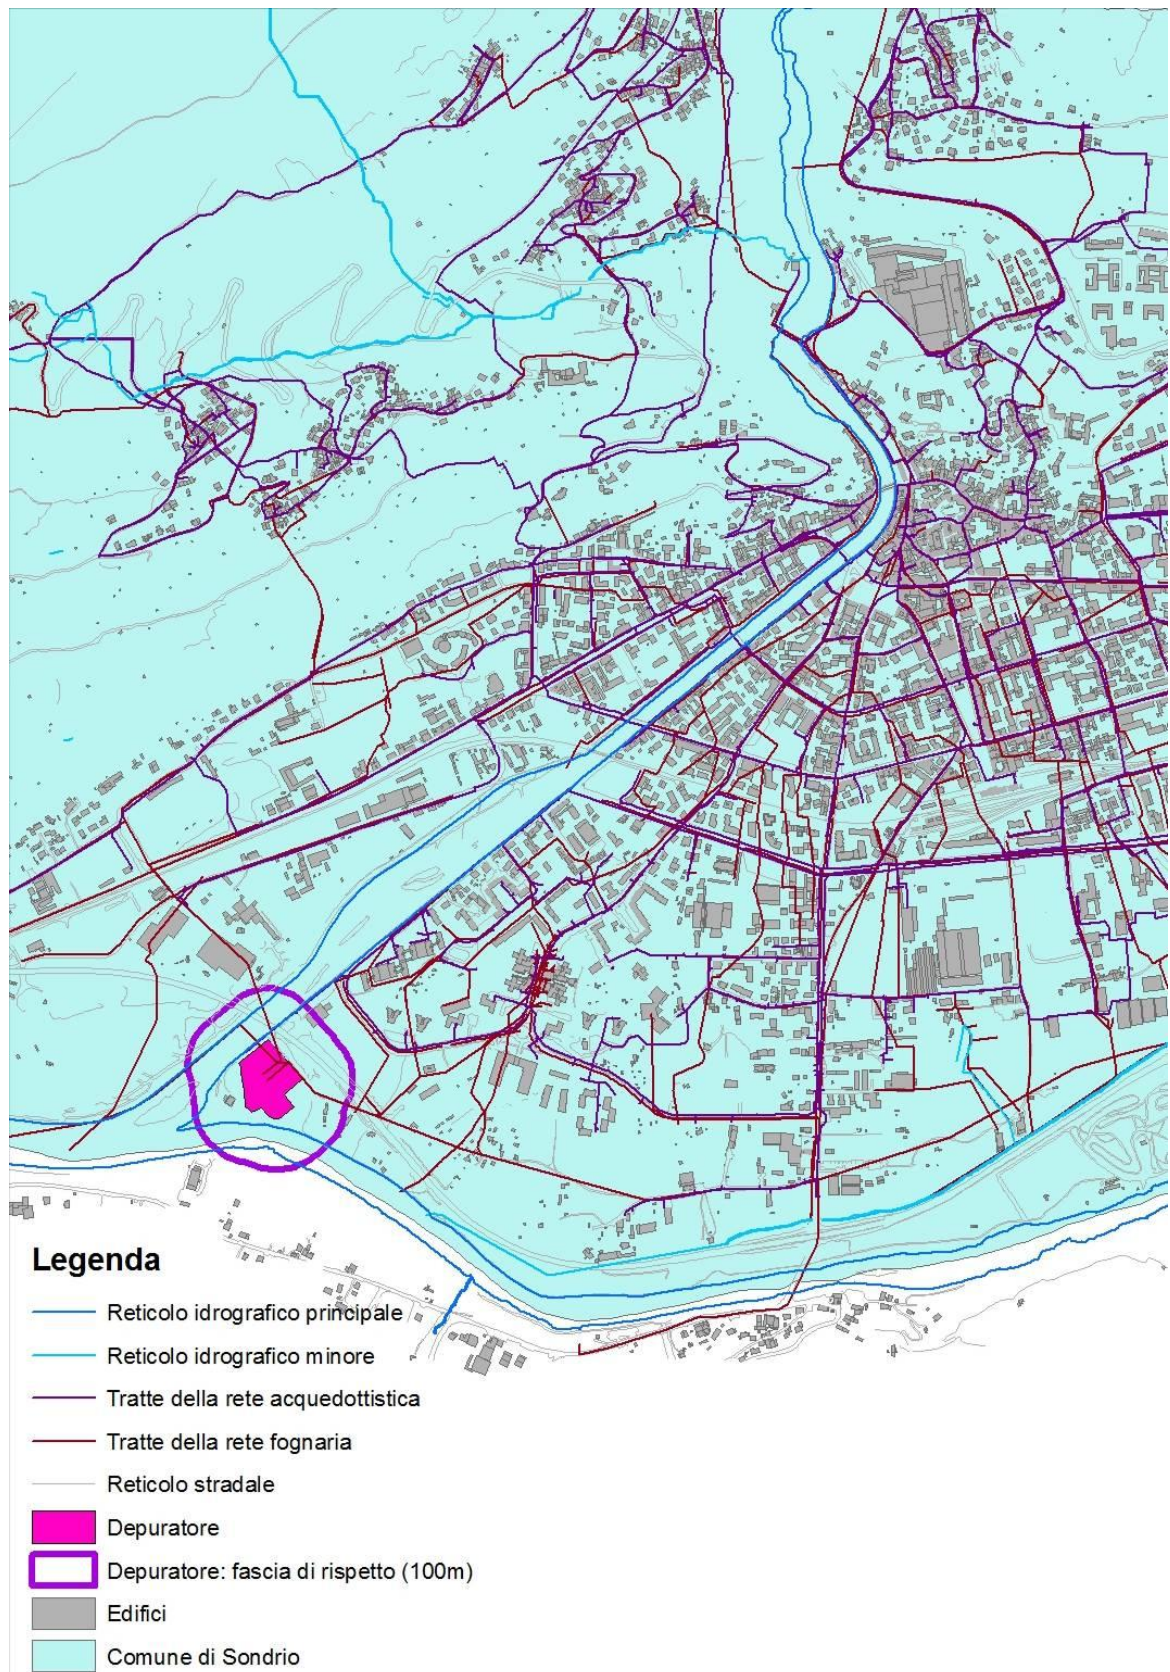 Legenda
Reticolo idrografico principale
Reticolo idrografico minore
Tratte della rete acquedottistica
Tratte della rete fognaria
Reticolo stradale
Depuratore
Depuratore: fascia di rispetto (100m)
Edifici
Comune di Sondrio